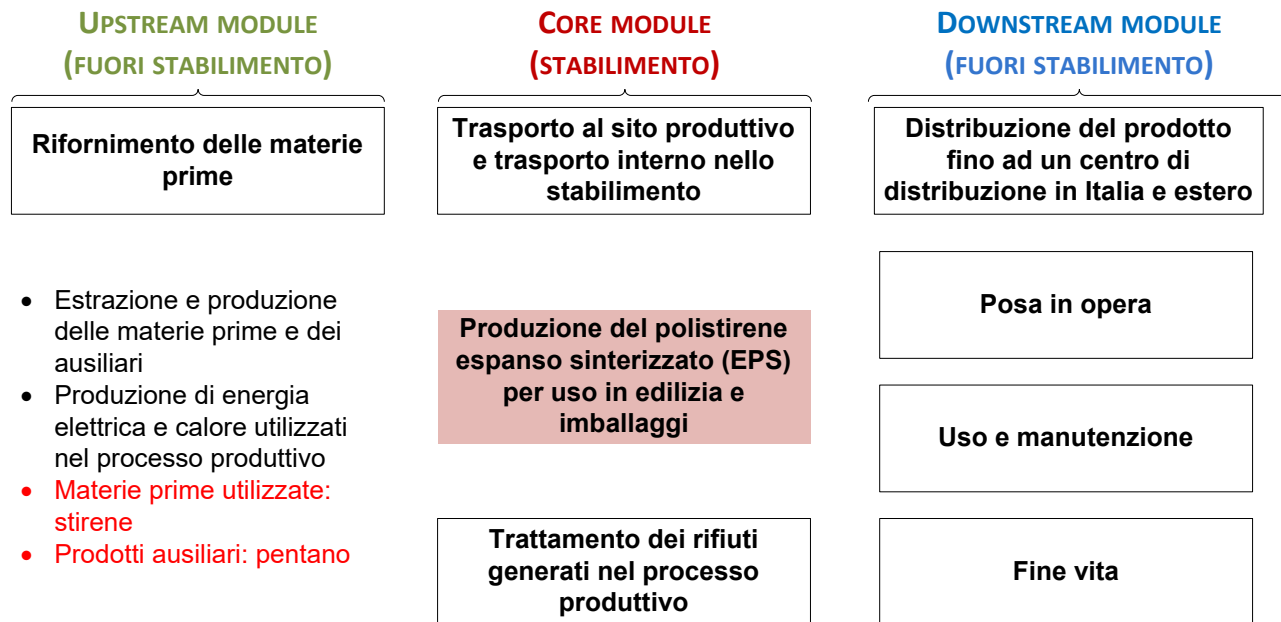 UPSTREAM MODULE
(FUORI STABILIMENTO)
Rifornimento delle materie
prime
• Estrazione e produzione
delle materie prime e dei
ausiliari
• Produzione di energia
elettrica e calore utilizzati
nel processo produttivo
• Materie prime utilizzate:
stirene
• Prodotti ausiliari: pentano
CORE MODULE
(STABILIMENTO)
Trasporto al sito produttivo
e trasporto interno nello
stabilimento
Produzione del polistirene
espanso sinterizzato (EPS)
per uso in edilizia e
imballaggi
Trattamento dei rifiuti
generati nel processo
produttivo
DOWNSTREAM MODULE
(FUORI STABILIMENTO)
Distribuzione del prodotto
fino ad un centro di
distribuzione in Italia e estero
Posa in opera
Uso e manutenzione
Fine vita